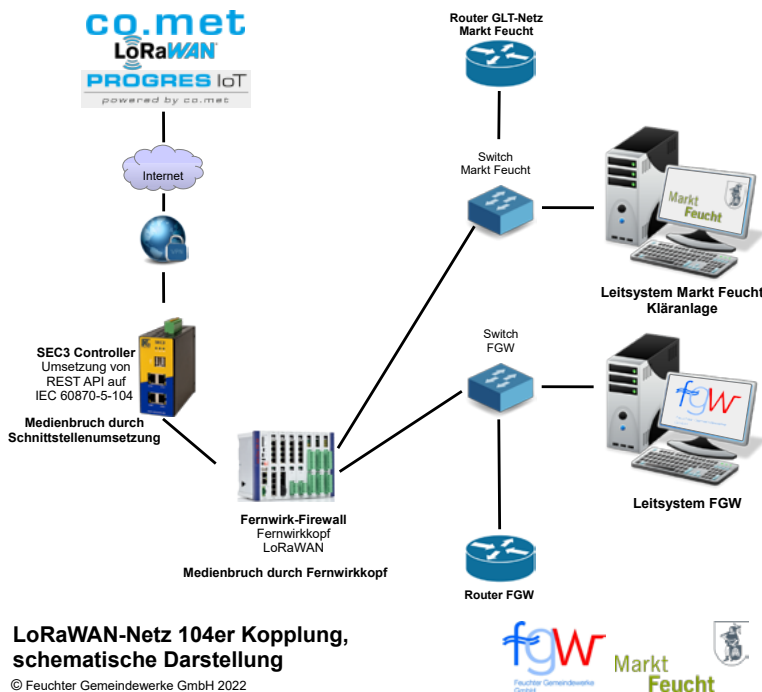 co.met
LoRaWAN
PROGRES IoT
powered by co.met
Internet
SEC3 Controller
Umsetzung von
REST API auf
IEC 60870-5-104
Medienbruch durch
Schnittstellenumsetzung
Fernwirk-Firewall
Fernwirkkopf
LoRaWAN
Medienbruch durch Fernwirkkopf
Router GLT-Netz
Markt Feucht
Switch
Markt Feucht
Markt
Feucht
Leitsystem Markt Feucht
Kläranlage
Switch
FGW
fgw
Leitsystem FGW
Router FGW
LoRaWAN-Netz 104er Kopplung,
schematische Darstellung
© Feuchter Gemeindewerke GmbH 2022
fgw
Feuchter Gemeindewerke
GmbH
Markt
Feucht